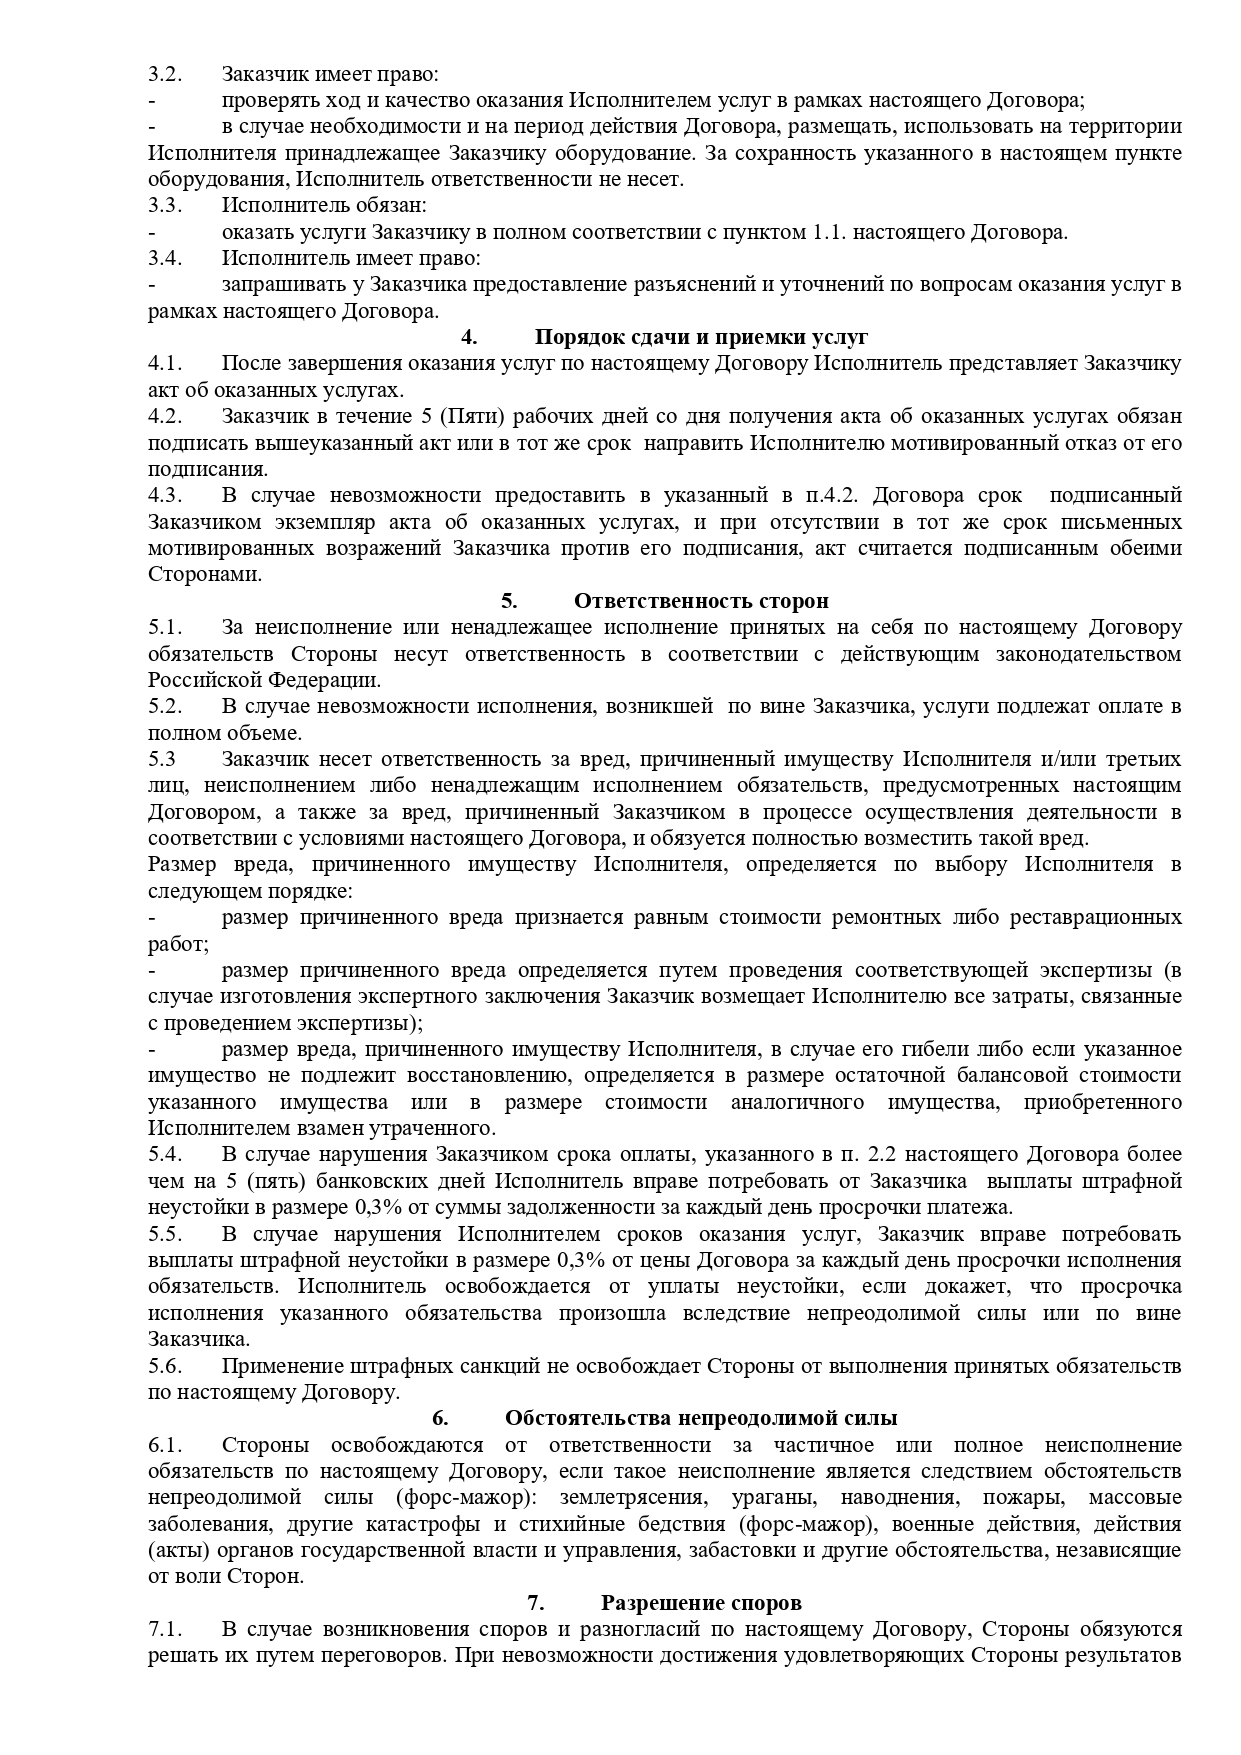 3.2. Заказчик имеет право:
- проверять ход и качество оказания Исполнителем услуг в рамках настоящего Договора;
- в случае необходимости и на период действия Договора, размещать, использовать на территории
Исполнителя принадлежащее Заказчику оборудование. За сохранность указанного в настоящем пункте
оборудования, Исполнитель ответственности не несет.
3.3. Исполнитель обязан:
- оказать услуги Заказчику в полном соответствии с пунктом 1.1. настоящего Договора.
3.4. Исполнитель имеет право:
- запрашивать у Заказчика предоставление разъяснений и уточнений по вопросам оказания услуг в
рамках настоящего Договора.
4. Порядок сдачи и приемки услуг
4.1. После завершения оказания услуг по настоящему Договору Исполнитель представляет Заказчику
акт об оказанных услугах.
4.2. Заказчик в течение 5 (Пяти) рабочих дней со дня получения акта об оказанных услугах обязан
подписать вышеуказанный акт или в тот же срок направить Исполнителю мотивированный отказ от его
подписания.
4.3. В случае невозможности предоставить в указанный в п.4.2. Договора срок подписанный
Заказчиком экземпляр акта об оказанных услугах, и при отсутствии в тот же срок письменных
мотивированных возражений Заказчика против его подписания, акт считается подписанным обеими
Сторонами.
5. Ответственность сторон
5.1. За неисполнение или ненадлежащее исполнение принятых на себя по настоящему Договору
обязательств Стороны несут ответственность в соответствии с действующим законодательством
Российской Федерации.
5.2. В случае невозможности исполнения, возникшей по вине Заказчика, услуги подлежат оплате в
полном объеме.
5.3 Заказчик несет ответственность за вред, причиненный имуществу Исполнителя и/или третьих
лиц, неисполнением либо ненадлежащим исполнением обязательств, предусмотренных настоящим
Договором, а также за вред, причиненный Заказчиком в процессе осуществления деятельности в
соответствии с условиями настоящего Договора, и обязуется полностью возместить такой вред.
Размер вреда, причиненного имуществу Исполнителя, определяется по выбору Исполнителя в
следующем порядке:
- размер причиненного вреда признается равным стоимости ремонтных либо реставрационных
работ;
- размер причиненного вреда определяется путем проведения соответствующей экспертизы (в
случае изготовления экспертного заключения Заказчик возмещает Исполнителю все затраты, связанные
с проведением экспертизы);
- размер вреда, причиненного имуществу Исполнителя, в случае его гибели либо если указанное
имущество не подлежит восстановлению, определяется в размере остаточной балансовой стоимости
указанного имущества или в размере стоимости аналогичного имущества, приобретенного
Исполнителем взамен утраченного.
5.4. В случае нарушения Заказчиком срока оплаты, указанного в п. 2.2 настоящего Договора более
чем на 5 (пять) банковских дней Исполнитель вправе потребовать от Заказчика выплаты штрафной
неустойки в размере 0,3% от суммы задолженности за каждый день просрочки платежа.
5.5. В случае нарушения Исполнителем сроков оказания услуг, Заказчик вправе потребовать
выплаты штрафной неустойки в размере 0,3% от цены Договора за каждый день просрочки исполнения
обязательств. Исполнитель освобождается от уплаты неустойки, если докажет, что просрочка
исполнения указанного обязательства произошла вследствие непреодолимой силы или по вине
Заказчика.
5.6. Применение штрафных санкций не освобождает Стороны от выполнения принятых обязательств
по настоящему Договору.
6. Обстоятельства непреодолимой силы
6.1. Стороны освобождаются от ответственности за частичное или полное неисполнение
обязательств по настоящему Договору, если такое неисполнение является следствием обстоятельств
непреодолимой силы (форс-мажор): землетрясения, ураганы, наводнения, пожары, массовые
заболевания, другие катастрофы и стихийные бедствия (форс-мажор), военные действия, действия
(акты) органов государственной власти и управления, забастовки и другие обстоятельства, независящие
от воли Сторон.
7. Разрешение споров
7.1. В случае возникновения споров и разногласий по настоящему Договору, Стороны обязуются
решать их путем переговоров. При невозможности достижения удовлетворяющих Стороны результатов